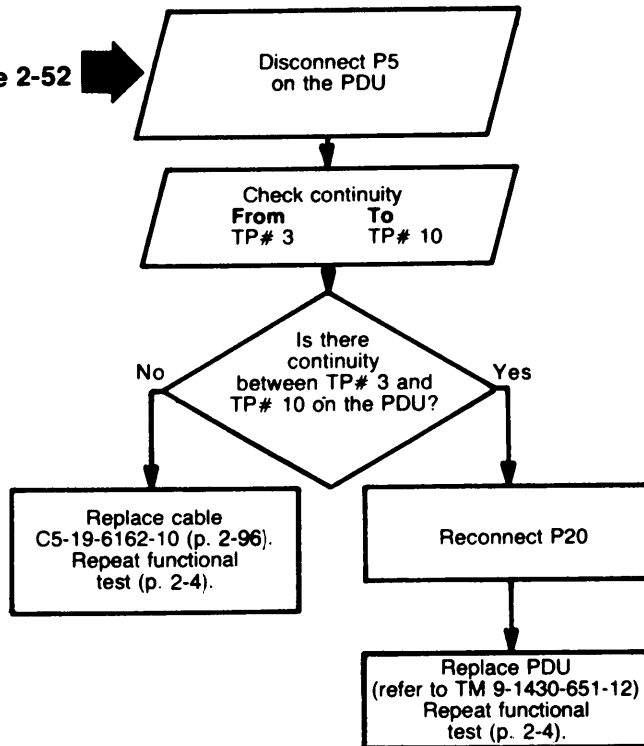 e 2-52
Disconnect P5
on the PDU
Check continuity
From To
TP# 3 TP# 10
Is there
continuity
between TP# 3 and
TP# 10 on the PDU?
No
Yes
Replace cable
C5-19-6162-10 (p. 2-96).
Repeat functional
test (p. 2-4).
Reconnect P20
Replace PDU
(refer to TM 9-1430-651-12)
Repeat functional
test (p. 2-4).